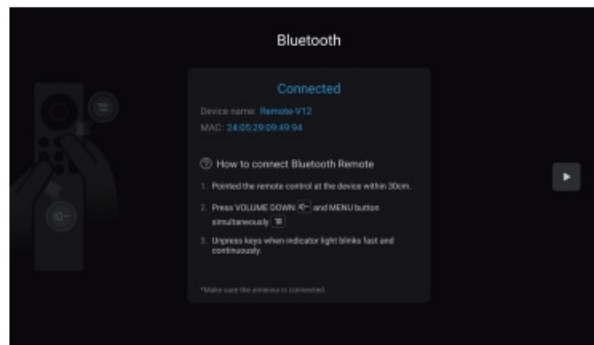 Bluetooth
Connected
Device name: Remote-V12
MAC: 24:05:29:09:49:94
How to connect Bluetooth Remote
1. Pointed the remote control at the device within 30cm.
2. Press VOLUME DOWN and MENU button
simultaneously
3. Unpress keys when indicator light blinks fast and
continuously.
*Make sure the antenna is connected.